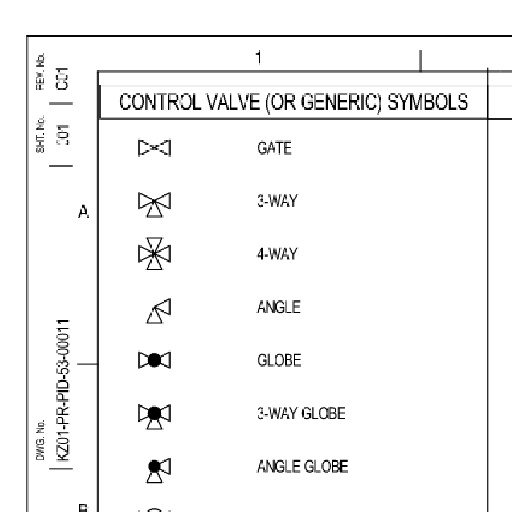 1
REV. No.
C01
CONTROL VALVE (OR GENERIC) SYMBOLS
SHT. No.
001
GATE
A
3-WAY
4-WAY
ANGLE
GLOBE
DWG. No.
KZ01-PR-PID-53-00011
3-WAY GLOBE
ANGLE GLOBE
B